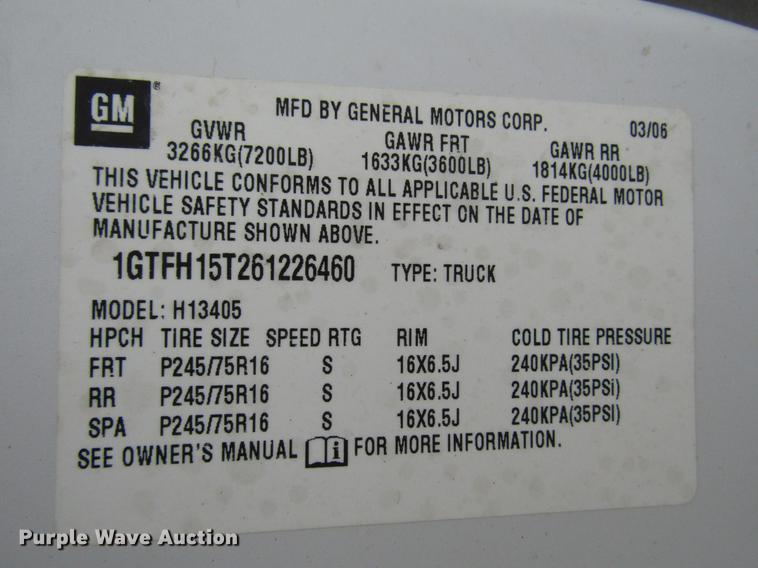 GM®
MFD BY GENERAL MOTORS CORP. 03/06
GVWR GAWR FRT GAWR RR
3266KG(7200LB) 1633KG(3600LB) 1814KG(4000LB)
THIS VEHICLE CONFORMS TO ALL APPLICABLE U.S. FEDERAL MOTOR
VEHICLE SAFETY STANDARDS IN EFFECT ON THE DATE OF
MANUFACTURE SHOWN ABOVE.
1GTFH15T261226460 TYPE: TRUCK
MODEL: H13405
HPCH TIRE SIZE SPEED RTG RIM COLD TIRE PRESSURE
FRT P245/75R16 S 16X6.5J 240KPA(35PSI)
RR P245/75R16 S 16X6.5J 240KPA(35PSI)
SPA P245/75R16 S 16X6.5J 240KPA(35PSI)
SEE OWNER'S MANUAL i FOR MORE INFORMATION.
Purple Wave Auction